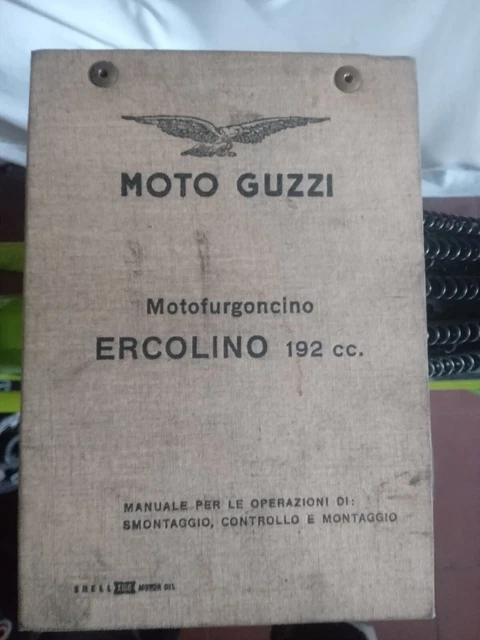 MOTO GUZZI
Motofurgoncino
ERCOLINO 192 cc.
MANUALE PER LE OPERAZIONI DI:
SMONTAGGIO, CONTROLLO E MONTAGGIO
SHELL MOTOR OIL